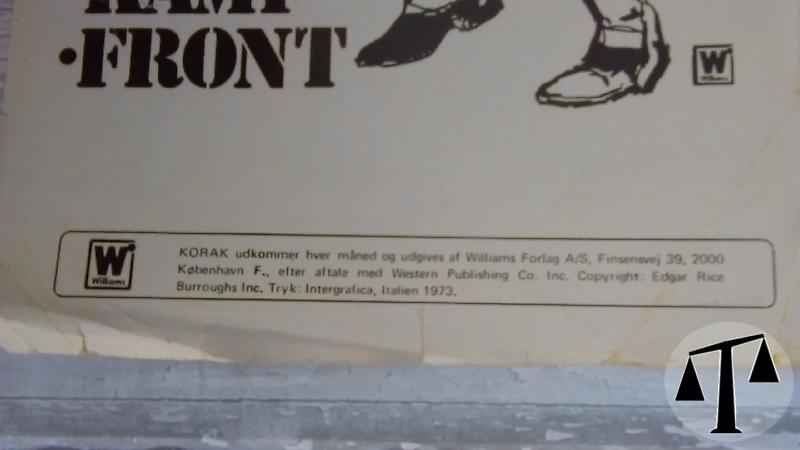 KAMP
•FRONT
W
Williams
W
Williams
KORAK udkommer hver måned og udgives af Williams Forlag A/S, Finsensvej 39, 2000
København F., efter aftale med Western Publishing Co. Inc. Copyright: Edgar Rice
Burroughs Inc. Tryk: Intergrafica, Italien 1973.